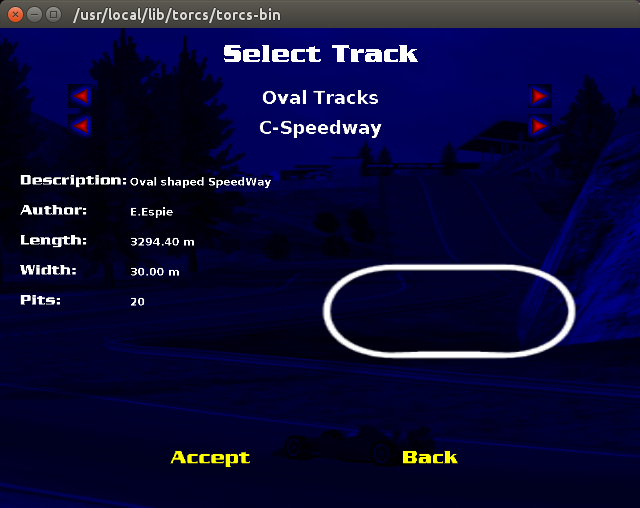 /usr/local/lib/torcs/torcs-bin
Select Track
Oval Tracks
C-Speedway
Description: Oval shaped SpeedWay
Author: E.Espie
Length: 3294.40 m
Width: 30.00 m
Pits: 20
Accept Back